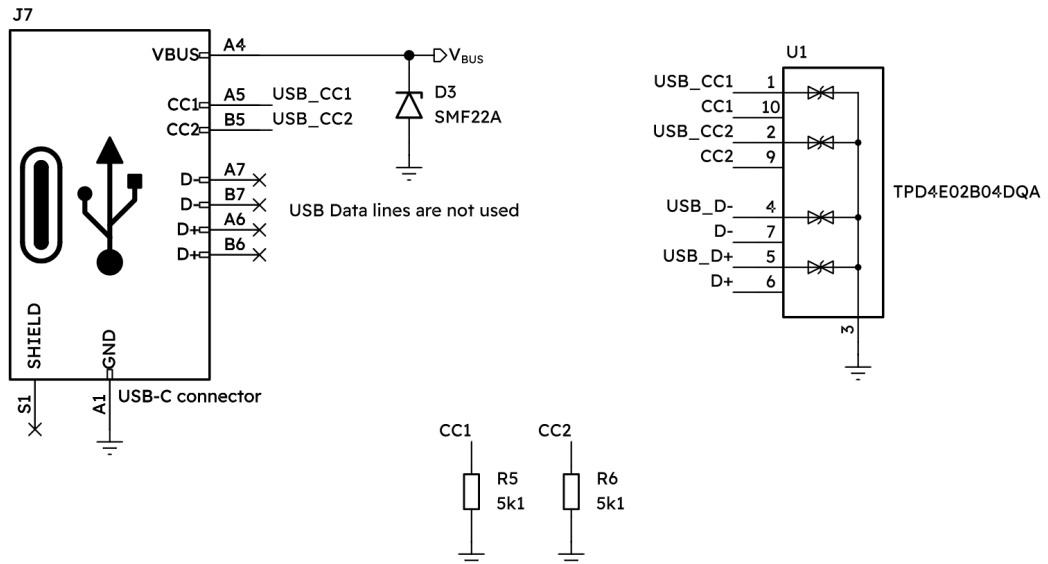 J7
VBUS A4
V BUS
CC1 A5 USB_CC1
CC2 B5 USB_CC2
D3
SMF22A
D- A7
D- B7
D+ A6
D+ B6
USB Data lines are not used
SHIELD
GND
S1
A1
USB-C connector
U1
USB_CC1 1
CC1 10
USB_CC2 2
CC2 9
USB_D- 4
D- 7
USB_D+ 5
D+ 6
3
TPD4E02B04DQA
CC1
R5
5k1
CC2
R6
5k1